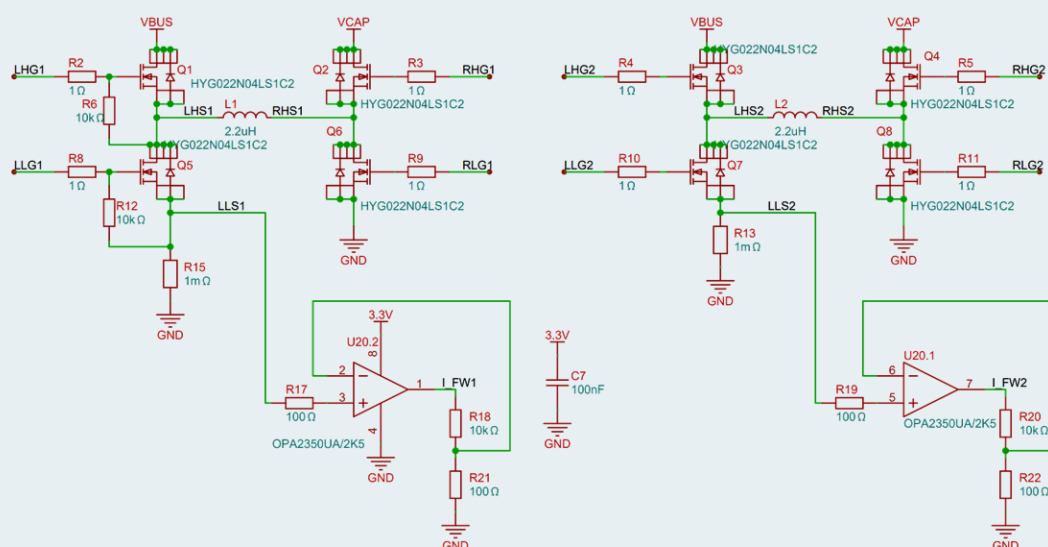 VBUS
VCAP
VBUS
VCAP
LHG1
R2
1Ω
Q1
HYG022N04LS1C2
Q2
R3
1Ω
RHG1
HYG022N04LS1C2
R6
10kΩ
LHS1
L1
RHS1
2.2uH
HYG022N04LS1C2
Q6
LLG1
R8
1Ω
Q5
R9
1Ω
RLG1
HYG022N04LS1C2
R12
10kΩ
LLS1
R15
1mΩ
GND
GND
LHG2
R4
1Ω
HYG022N04LS1C2
Q3
Q4
R5
1Ω
RHG2
HYG022N04LS1C2
LHS2
L2
RHS2
2.2uH
HYG022N04LS1C2
Q8
LLG2
R10
1Ω
Q7
R11
1Ω
RLG2
HYG022N04LS1C2
LLS2
R13
1mΩ
GND
GND
3.3V
U20.2
8
2
3
1
4
I_FW1
R17
100Ω
OPA2350UA/2K5
GND
R18
10kΩ
R21
100Ω
GND
3.3V
C7
100nF
GND
U20.1
6
5
7
I_FW2
R19
100Ω
OPA2350UA/2K5
R20
10kΩ
R22
100Ω
GND